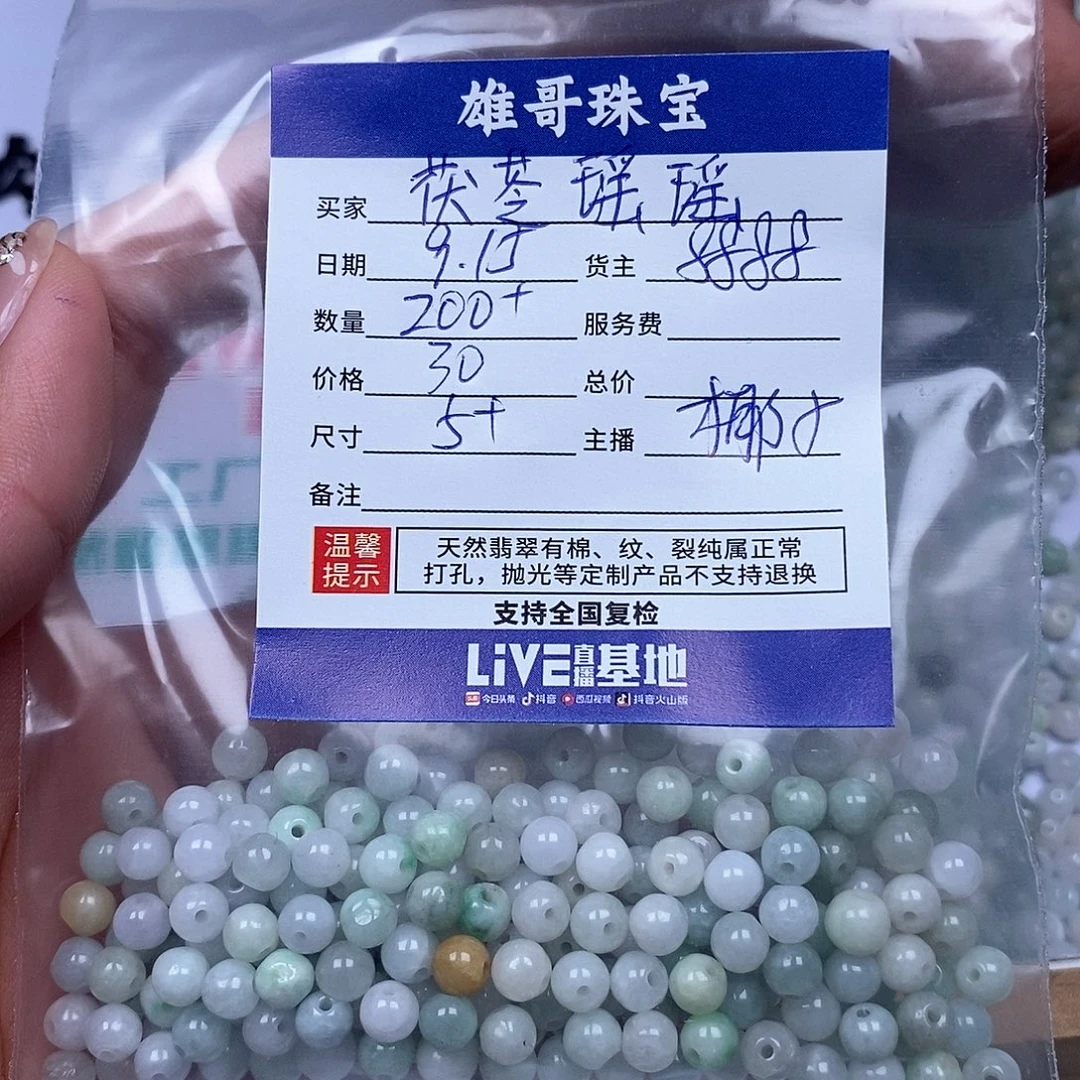 雄哥珠宝
买家 茯苓瑶瑶
日期 9.15 货主 8888
数量 200+ 服务费
价格 30 总价
尺寸 5+ 主播 椰子
备注
温馨提示 天然翡翠有棉、纹、裂纯属正常
打孔，抛光等定制产品不支持退换
支持全国复检
LiVE直播基地
今日头条 抖音 西瓜视频 抖音火山版